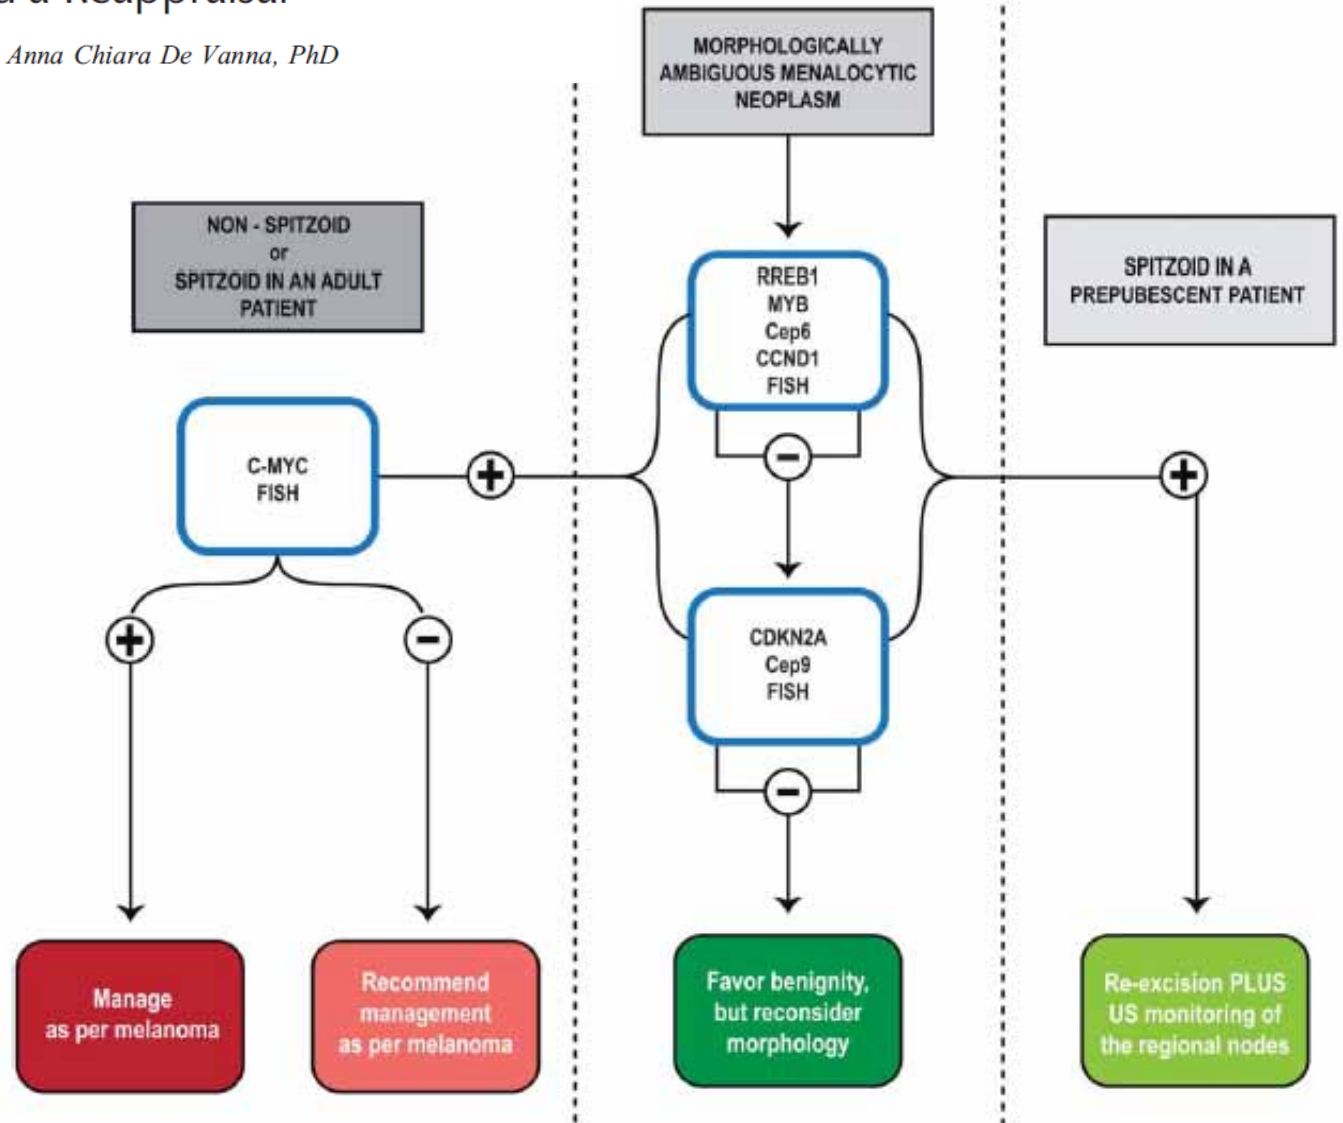 Anna Chiara De Vanna, PhD
MORPHOLOGICALLY
AMBIGUOUS MENALOCYTIC
NEOPLASM
NON - SPITZOID
or
SPITZOID IN AN ADULT
PATIENT
RREB1
MYB
Cep6
CCND1
FISH
SPITZOID IN A
PREPUBESCENT PATIENT
C-MYC
FISH
+
−
+
+
−
CDKN2A
Cep9
FISH
−
Manage
as per melanoma
Recommend
management
as per melanoma
Favor benignity,
but reconsider
morphology
Re-excision PLUS
US monitoring of
the regional nodes